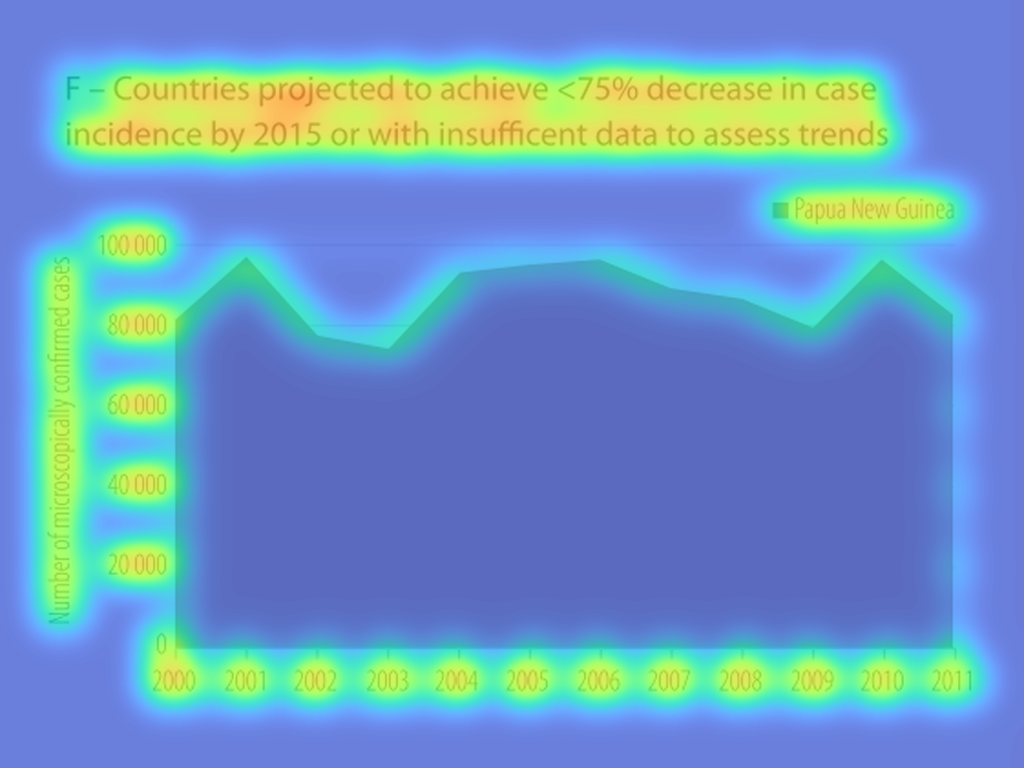 F – Countries projected to achieve <75% decrease in case
incidence by 2015 or with insufficent data to assess trends
Papua New Guinea
Number of microscopically confirmed cases
100 000
80 000
60 000
40 000
20 000
0
2000 2001 2002 2003 2004 2005 2006 2007 2008 2009 2010 2011